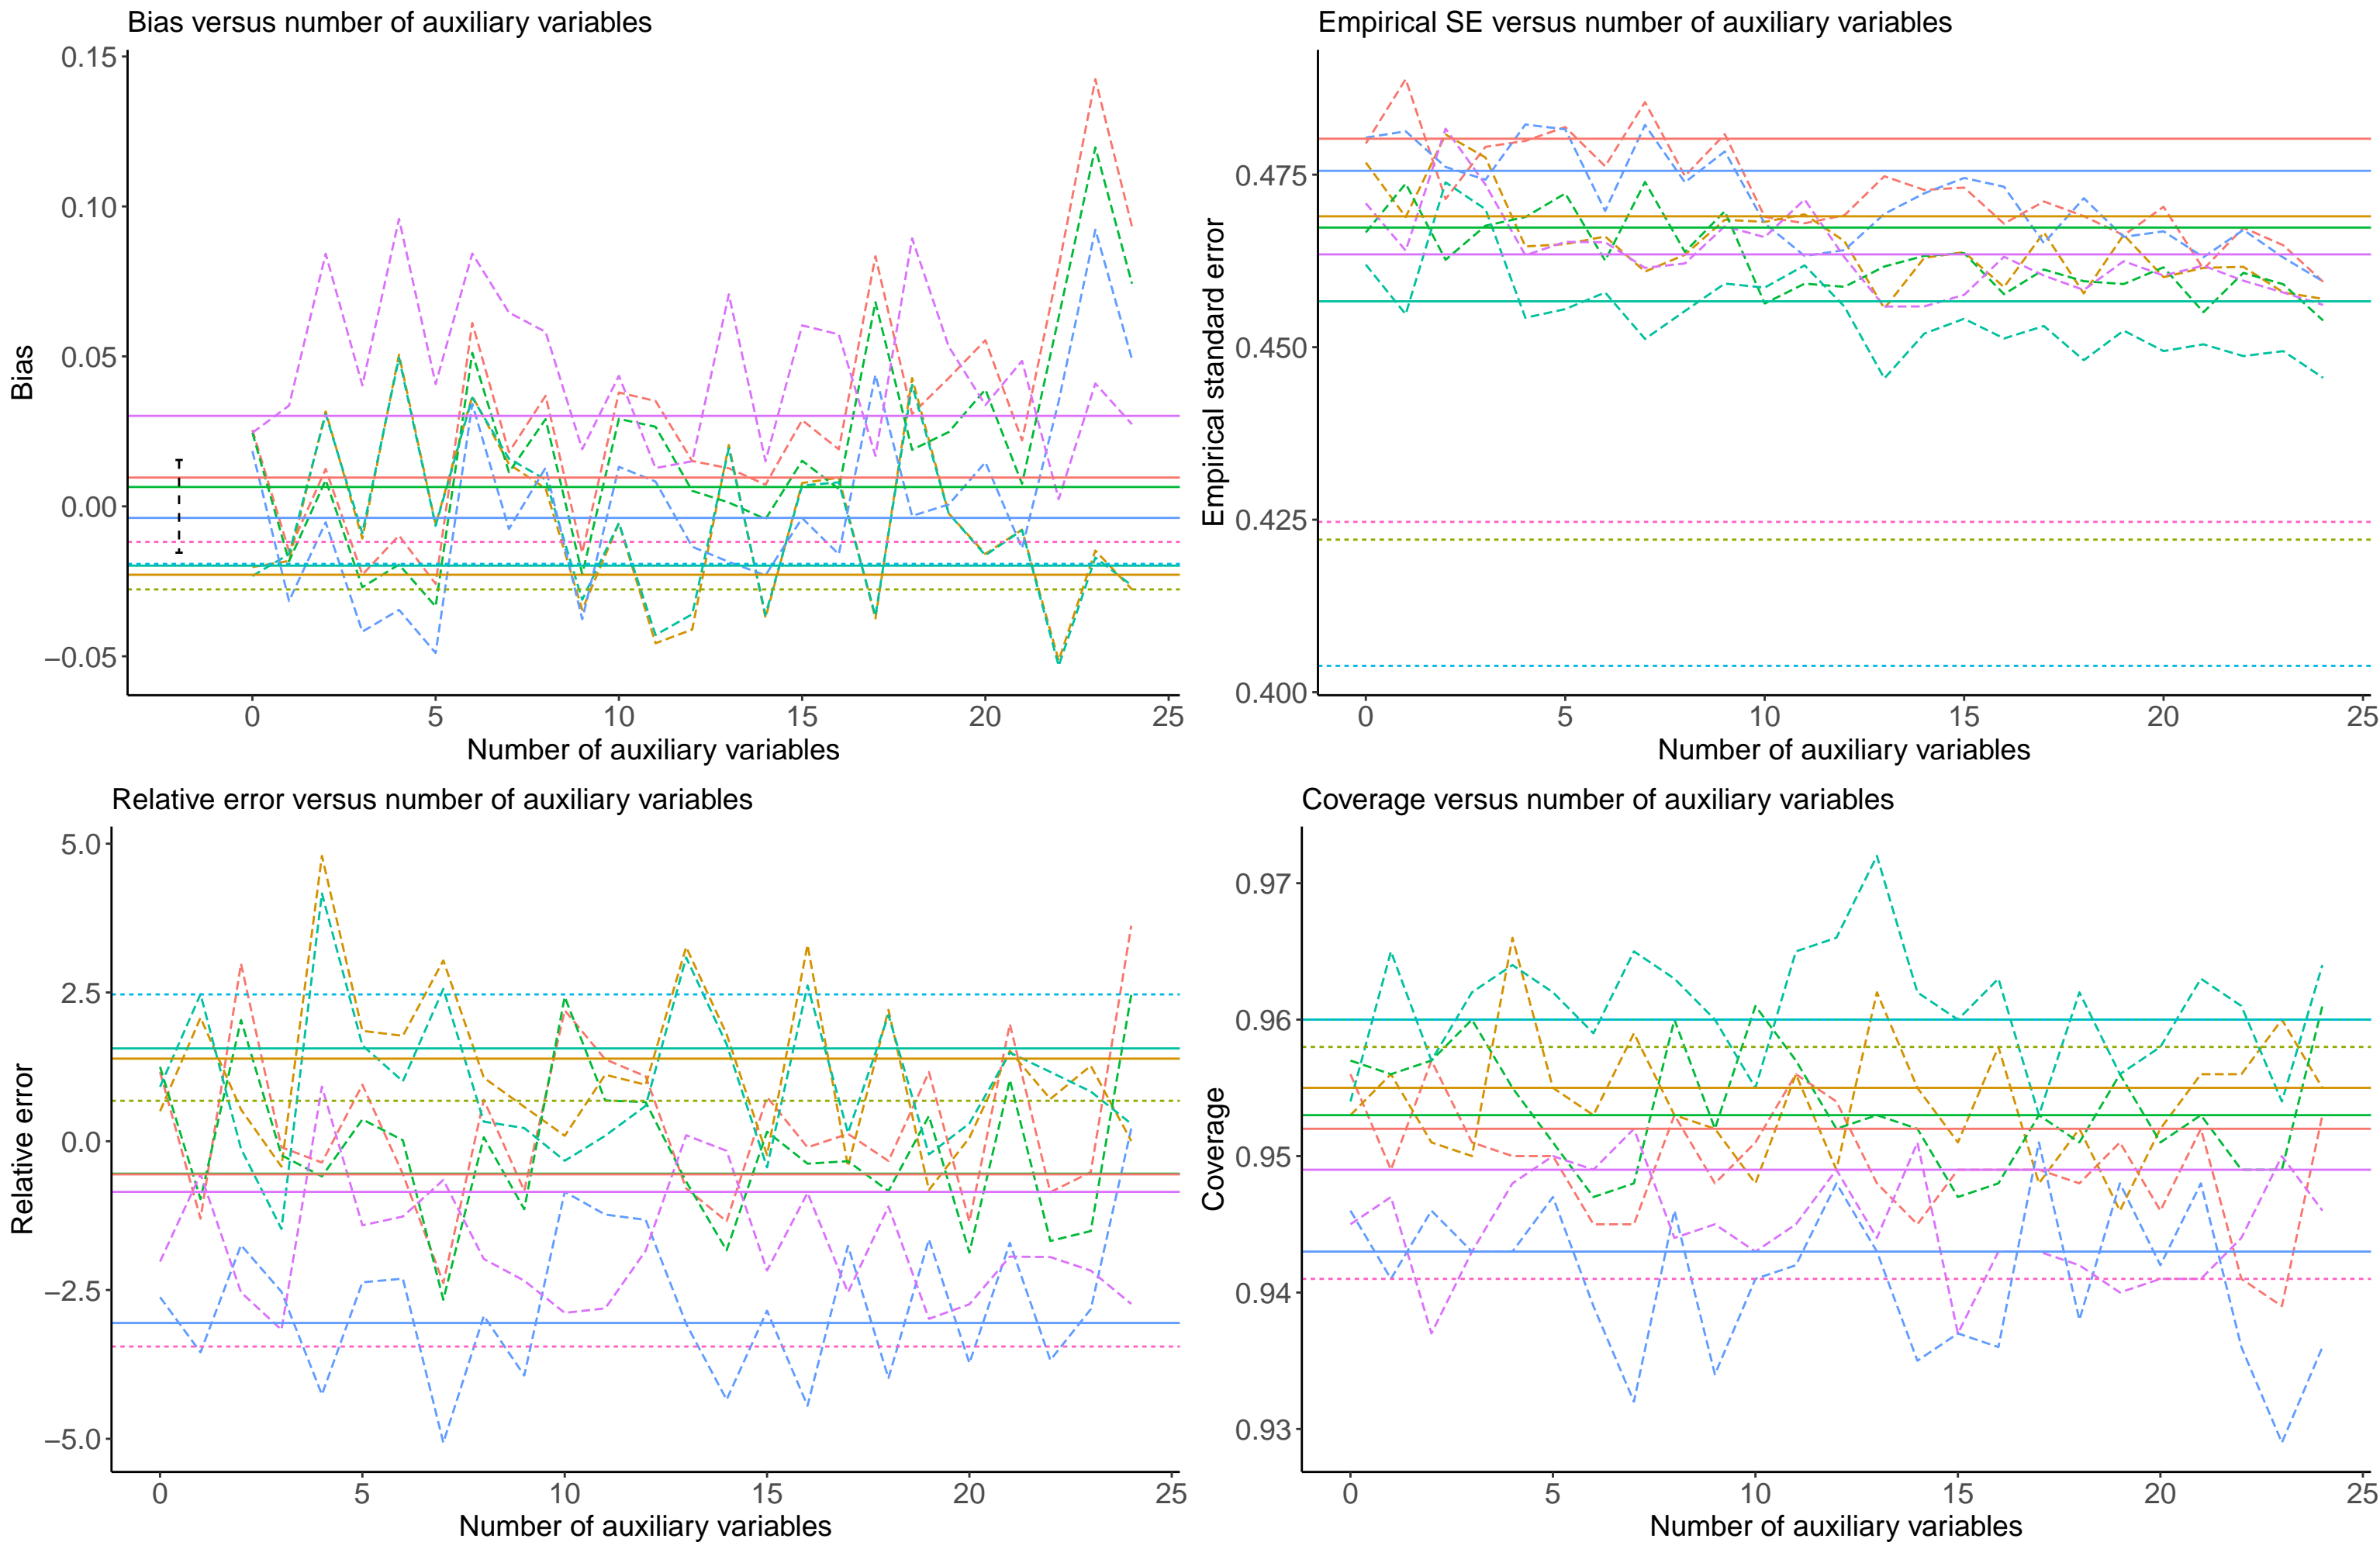 Bias versus number of auxiliary variables
0.15
0.10
0.05
0.00
−0.05
Bias
0 5 10 15 20 25
Number of auxiliary variables
Empirical SE versus number of auxiliary variables
0.475
0.450
0.425
0.400
Empirical standard error
0 5 10 15 20 25
Number of auxiliary variables
Relative error versus number of auxiliary variables
5.0
2.5
0.0
−2.5
−5.0
Relative error
0 5 10 15 20 25
Number of auxiliary variables
Coverage versus number of auxiliary variables
0.97
0.96
0.95
0.94
0.93
Coverage
0 5 10 15 20 25
Number of auxiliary variables